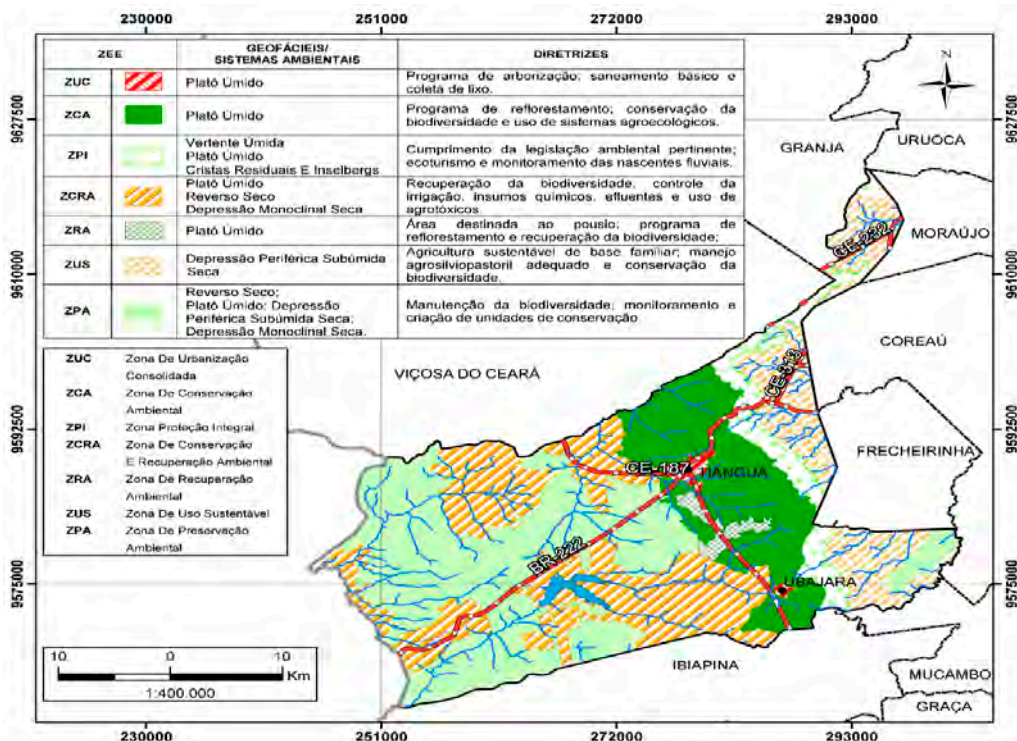 230000 251000 272000 293000
ZEE GEOFÁCIEIS/ SISTEMAS AMBIENTAIS DIRETRIZES
ZUC Platô Úmido Programa de arborização; saneamento básico e
coleta de lixo.
ZCA Platô Úmido Programa de reflorestamento; conservação da
biodiversidade e uso de sistemas agroecológicos.
ZPI Vertente Úmida
Platô Úmido
Cristas Residuais E Inselbergs
Cumprimento da legislação ambiental pertinente;
ecoturismo e monitoramento das nascentes fluviais.
ZCRA Platô Úmido
Reverso Seco
Depressão Monoclinal Seca
Recuperação da biodiversidade, controle da
irrigação, insumos químicos, efluentes e uso de
agrotóxicos.
ZRA Platô Úmido
Área destinada ao pousio; programa de
reflorestamento e recuperação da biodiversidade;
ZUS Depressão Periférica Subúmida
Seca
Agricultura sustentável de base familiar; manejo
agrosilviopastoril adequado e conservação da
biodiversidade.
ZPA Reverso Seco;
Platô Úmido; Depressão
Periférica Subúmida Seca;
Depressão Monoclinal Seca.
Manutenção da biodiversidade; monitoramento e
criação de unidades de conservação.
ZUC Zona De Urbanização
Consolidada
ZCA Zona De Conservação
Ambiental
ZPI Zona Proteção Integral
ZCRA Zona De Conservação
E Recuperação Ambiental
ZRA Zona De Recuperação
Ambiental
ZUS Zona De Uso Sustentável
ZPA Zona De Preservação
Ambiental
N
GRANJA
URUOCA
MORAÚJO
CE-232
COREAÚ
VIÇOSA DO CEARÁ
CE-313
FRECHEIRINHA
CE-187
TIANGUÁ
BR-222
UBAJARA
IBIAPINA
MUCAMBO
GRAÇA
10 0 10
Km
1:400.000
9627500
9610000
9592500
9575000
9627500
9610000
9592500
9575000
230000 251000 272000 293000